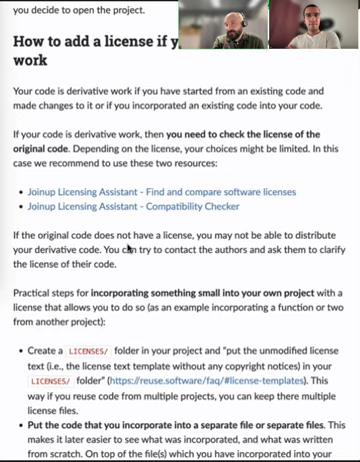 you decide to open the project.
How to add a license if y
work
Your code is derivative work if you have started from an existing code and
made changes to it or if you incorporated an existing code into your code.
If your code is derivative work, then you need to check the license of the
original code. Depending on the license, your choices might be limited. In this
case we recommend to use these two resources:
Joinup Licensing Assistant - Find and compare software licenses
Joinup Licensing Assistant - Compatibility Checker
If the original code does not have a license, you may not be able to distribute
your derivative code. You can try to contact the authors and ask them to clarify
the license of their code.
Practical steps for incorporating something small into your own project with a
license that allows you to do so (as an example incorporating a function or two
from another project):
Create a LICENSES/ folder in your project and "put the unmodified license
text (i.e., the license text template without any copyright notices) in your
LICENSES/ folder" (https://reuse.software/faq/#license-templates). This
way if you reuse code from multiple projects, you can keep there multiple
license files.
Put the code that you incorporate into a separate file or separate files. This
makes it later easier to see what was incorporated, and what was written
from scratch. On top of the file(s) which you have incorporated into your